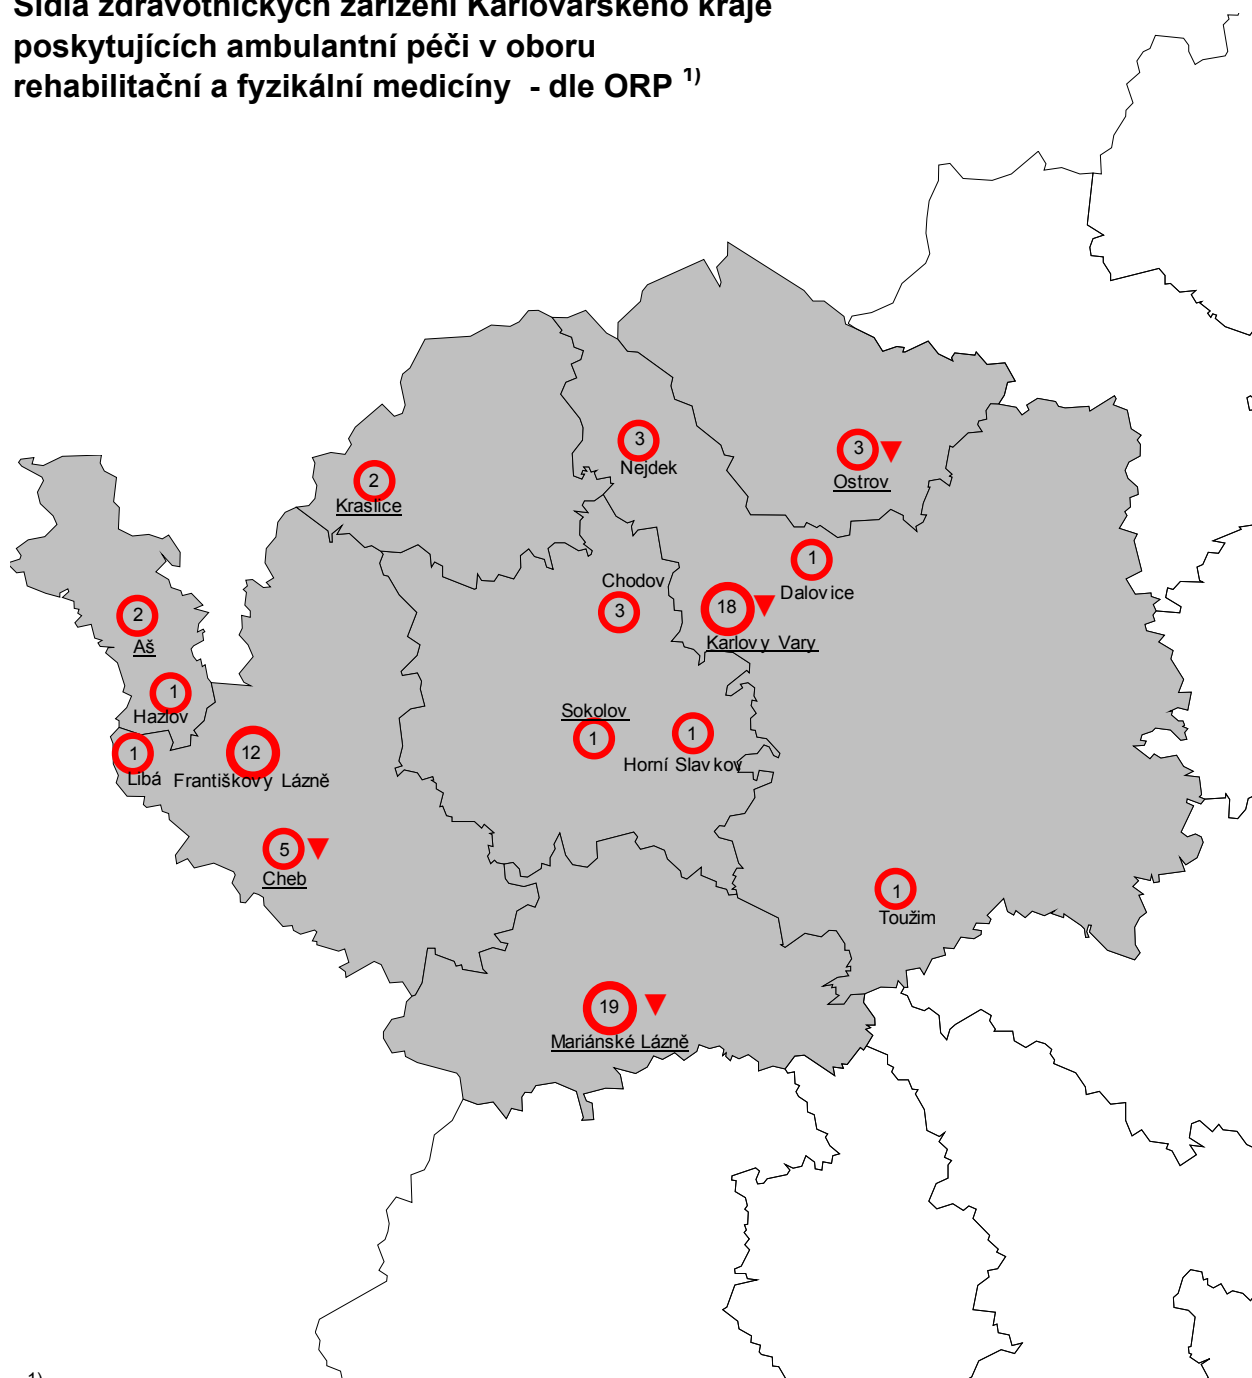 Sídla zdravotnických zařízení Karlovarského kraje
poskytujících ambulantní péči v oboru
rehabilitační a fyzikální medicíny - dle ORP ¹⁾
3
Nejdek
3
Ostrov
2
Kraslice
1
Dalovice
Chodov
3
18
Karlovy Vary
2
Aš
1
Hazlov
Sokolov
1
1
Horní Slavkov
1
Libá
12
Františkovy Lázně
5
Cheb
1
Toužim
19
Mariánské Lázně
1)